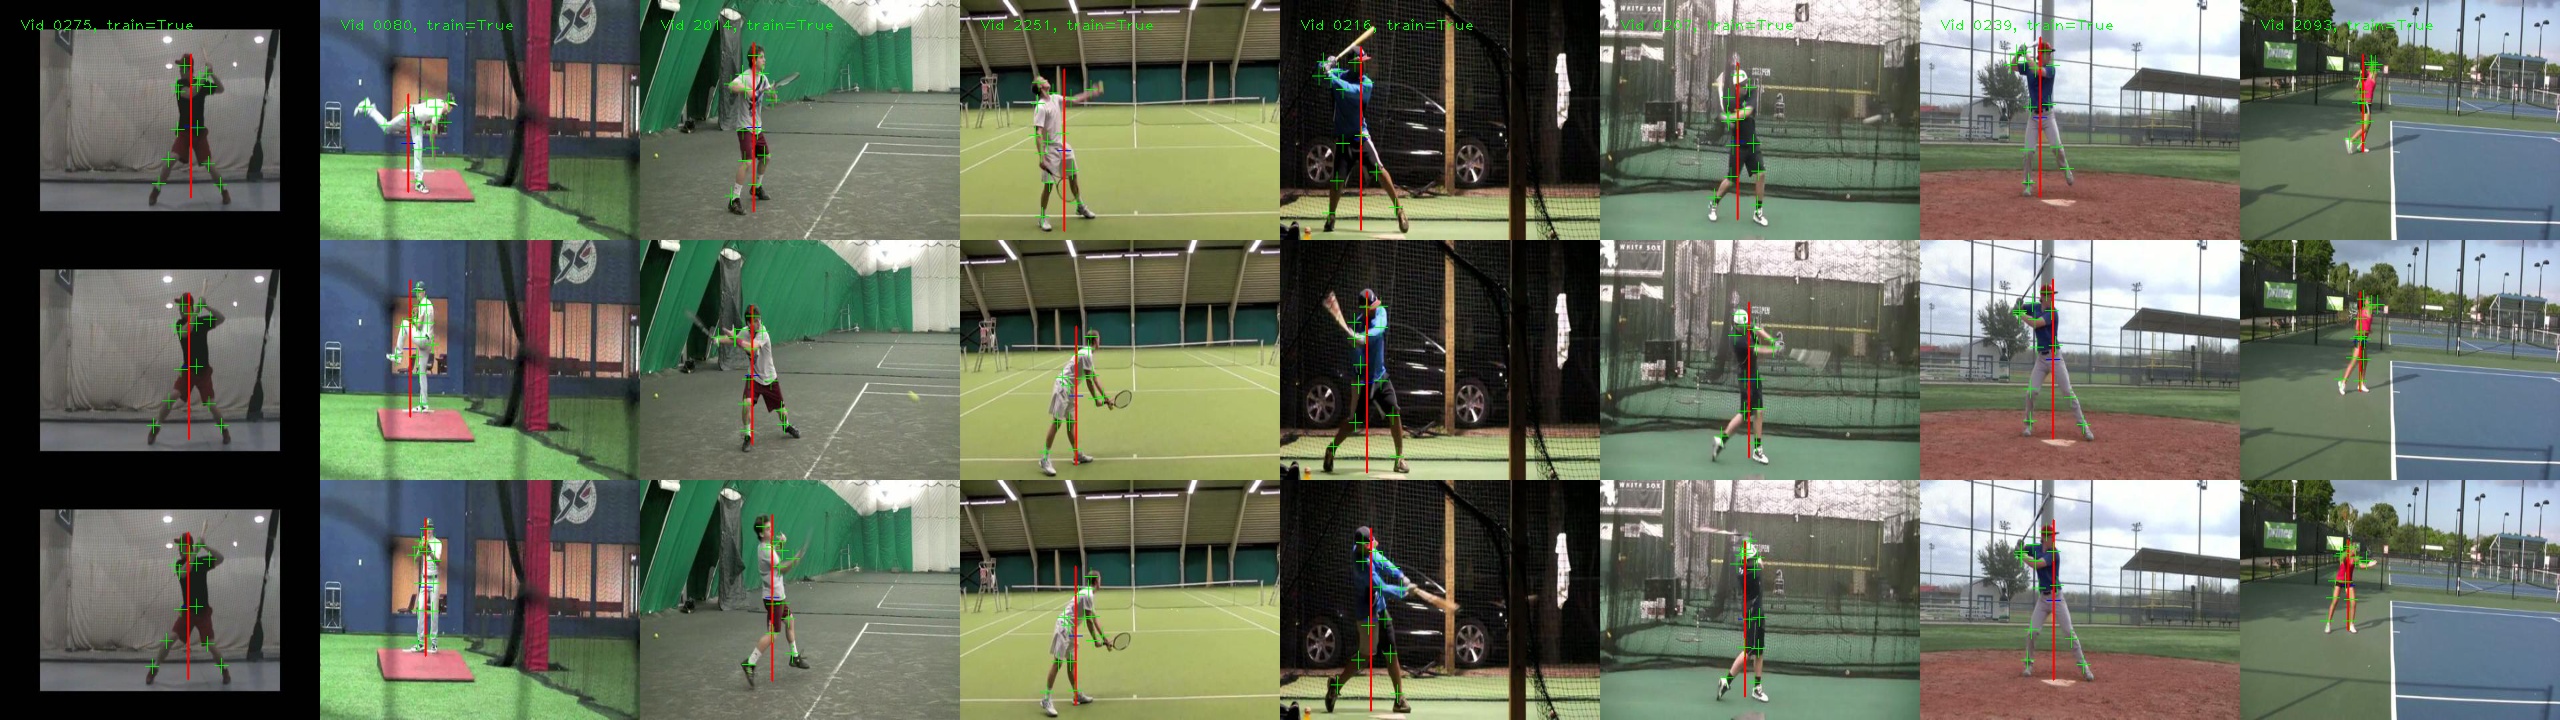 Vid 0275, train=True
Vid 0080, train=True
Vid 2014, train=True
Vid 2251, train=True
Vid 0216, train=True
Vid 0207, train=True
Vid 0239, train=True
Vid 2093, train=True
WHITE SOX
WHITE SOX